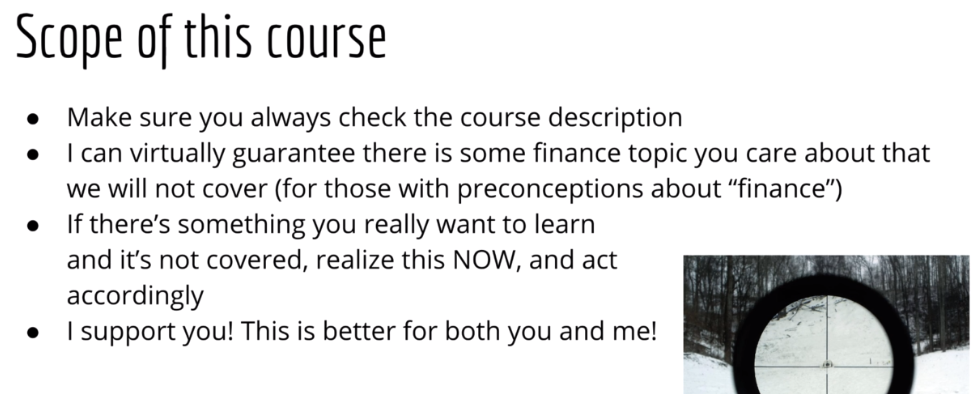 Scope of this course
● Make sure you always check the course description
● I can virtually guarantee there is some finance topic you care about that
we will not cover (for those with preconceptions about “finance”)
● If there’s something you really want to learn
and it’s not covered, realize this NOW, and act
accordingly
● I support you! This is better for both you and me!